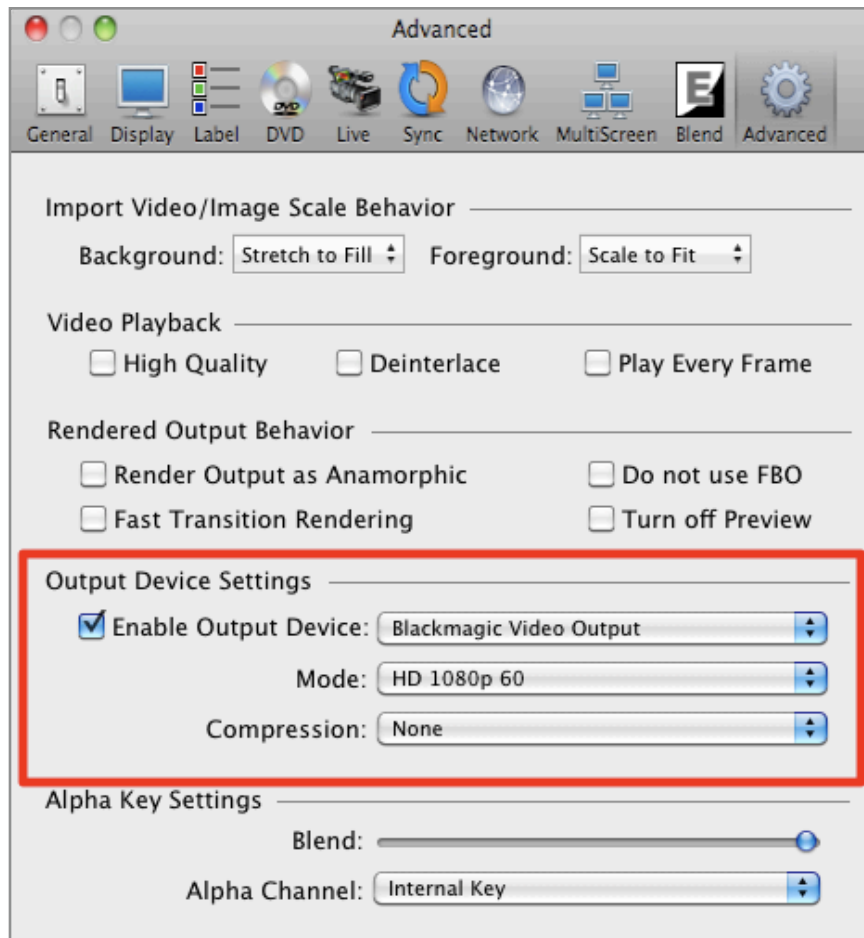 Advanced
General Display Label DVD Live Sync Network MultiScreen Blend Advanced
Import Video/Image Scale Behavior
Background: Stretch to Fill Foreground: Scale to Fit
Video Playback
High Quality Deinterlace Play Every Frame
Rendered Output Behavior
Render Output as Anamorphic Do not use FBO
Fast Transition Rendering Turn off Preview
Output Device Settings
Enable Output Device: Blackmagic Video Output
Mode: HD 1080p 60
Compression: None
Alpha Key Settings
Blend:
Alpha Channel: Internal Key